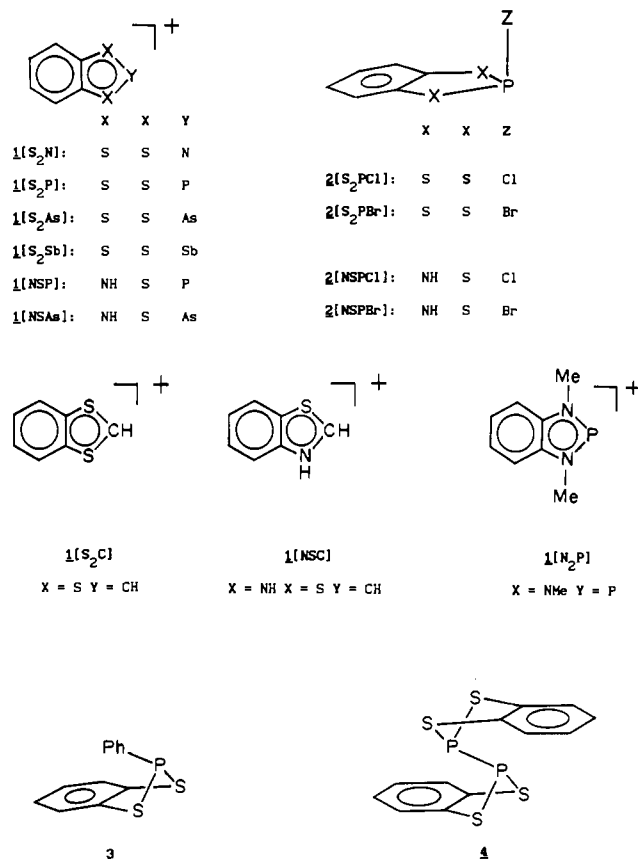 X ]+ Z
Y X P
X X
X X Y X X Z
1[S2N]: S S N
1[S2P]: S S P 2[S2PCl]: S S Cl
1[S2As]: S S As 2[S2PBr]: S S Br
1[S2Sb]: S S Sb
1[NSP]: NH S P 2[NSPCl]: NH S Cl
1[NSAs]: NH S As 2[NSPBr]: NH S Br
Me
]+ ]+ ]+
S S N
CH CH P
S N N
H
Me
1[S2C] 1[NSC] 1[N2P]
X = S Y = CH X = NH X = S Y = CH X = NMe Y = P
S
S
P
Ph P P
S S
S S
3 4